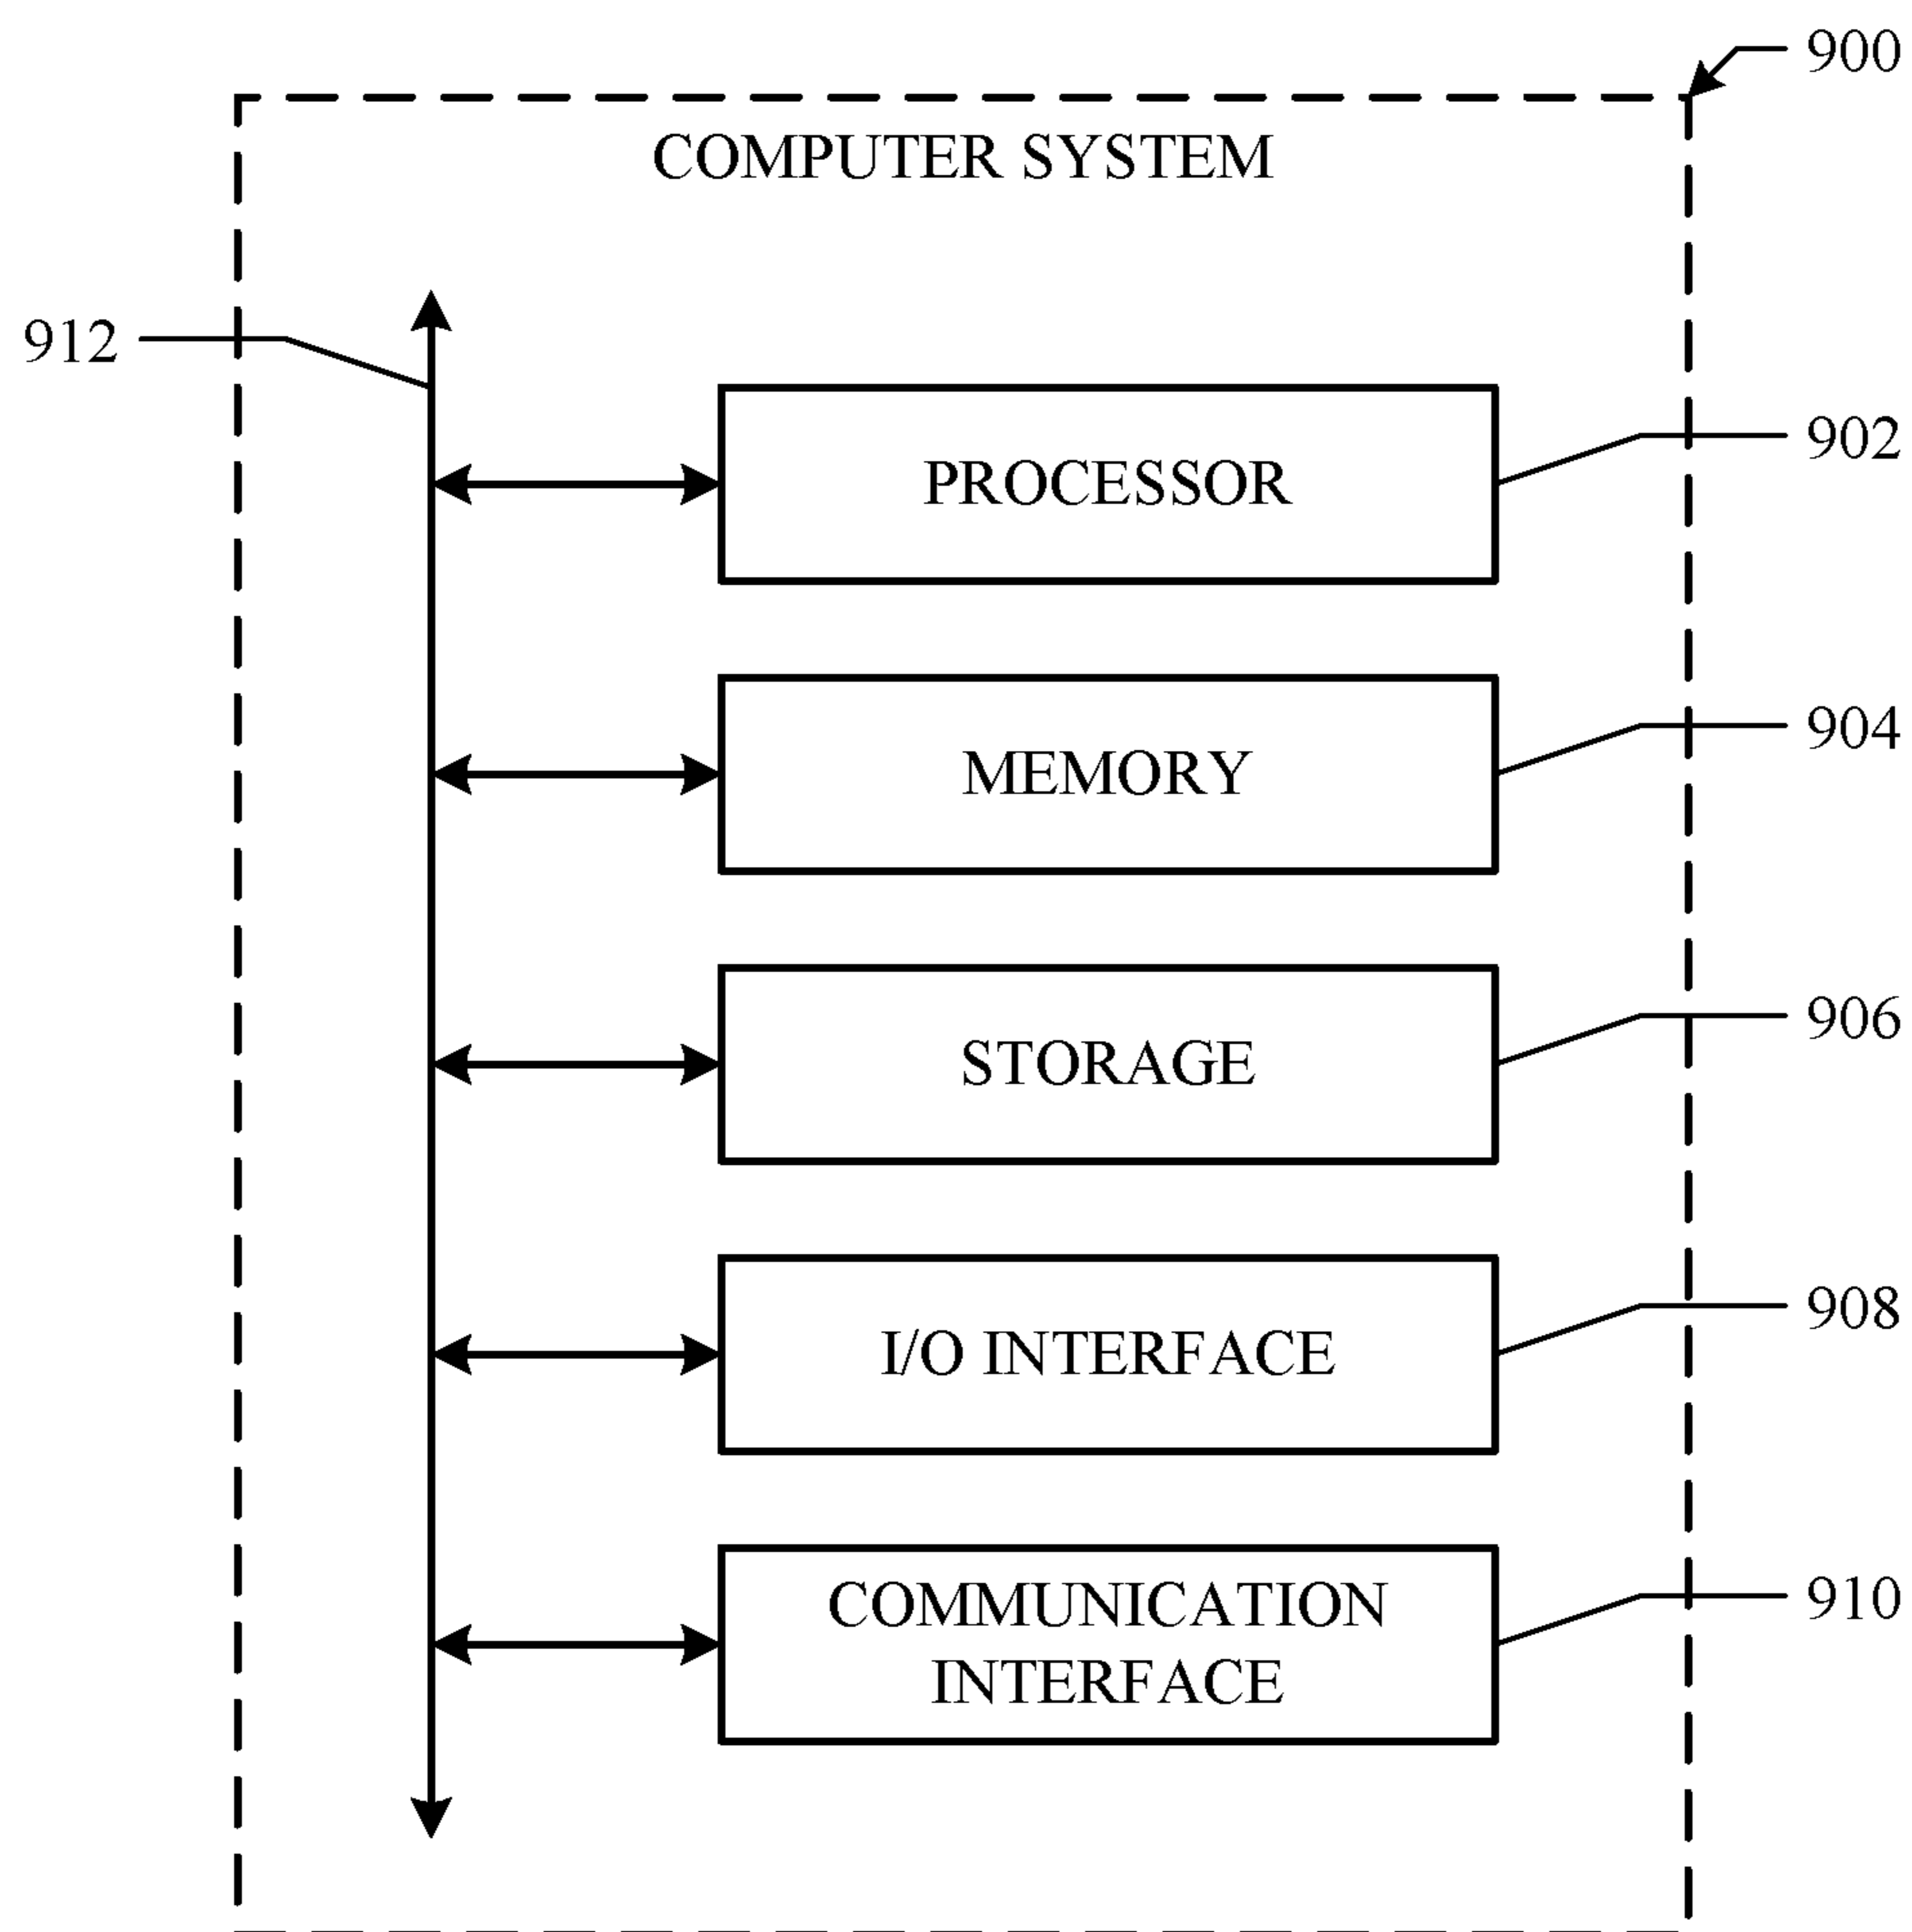 900
COMPUTER SYSTEM
912
PROCESSOR
902
MEMORY
904
STORAGE
906
I/O INTERFACE
908
COMMUNICATION
INTERFACE
910